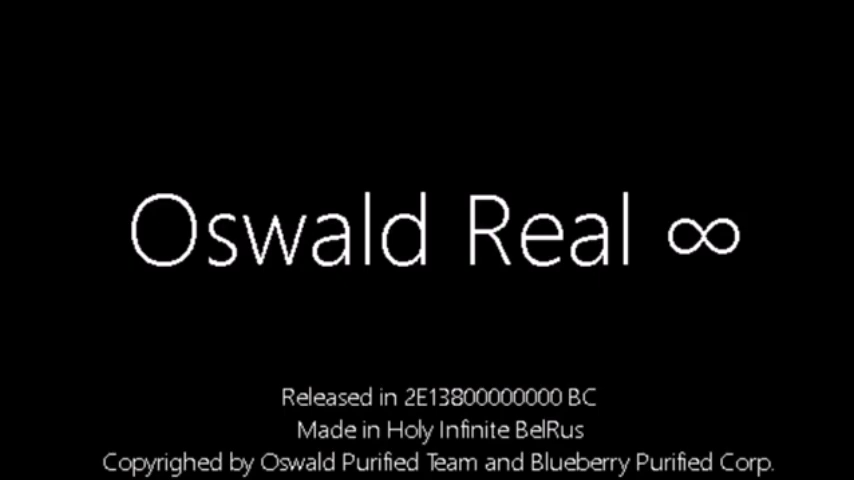 Oswald Real ∞
Released in 2E13800000000 BC
Made in Holy Infinite BelRus
Copyrighed by Oswald Purified Team and Blueberry Purified Corp.